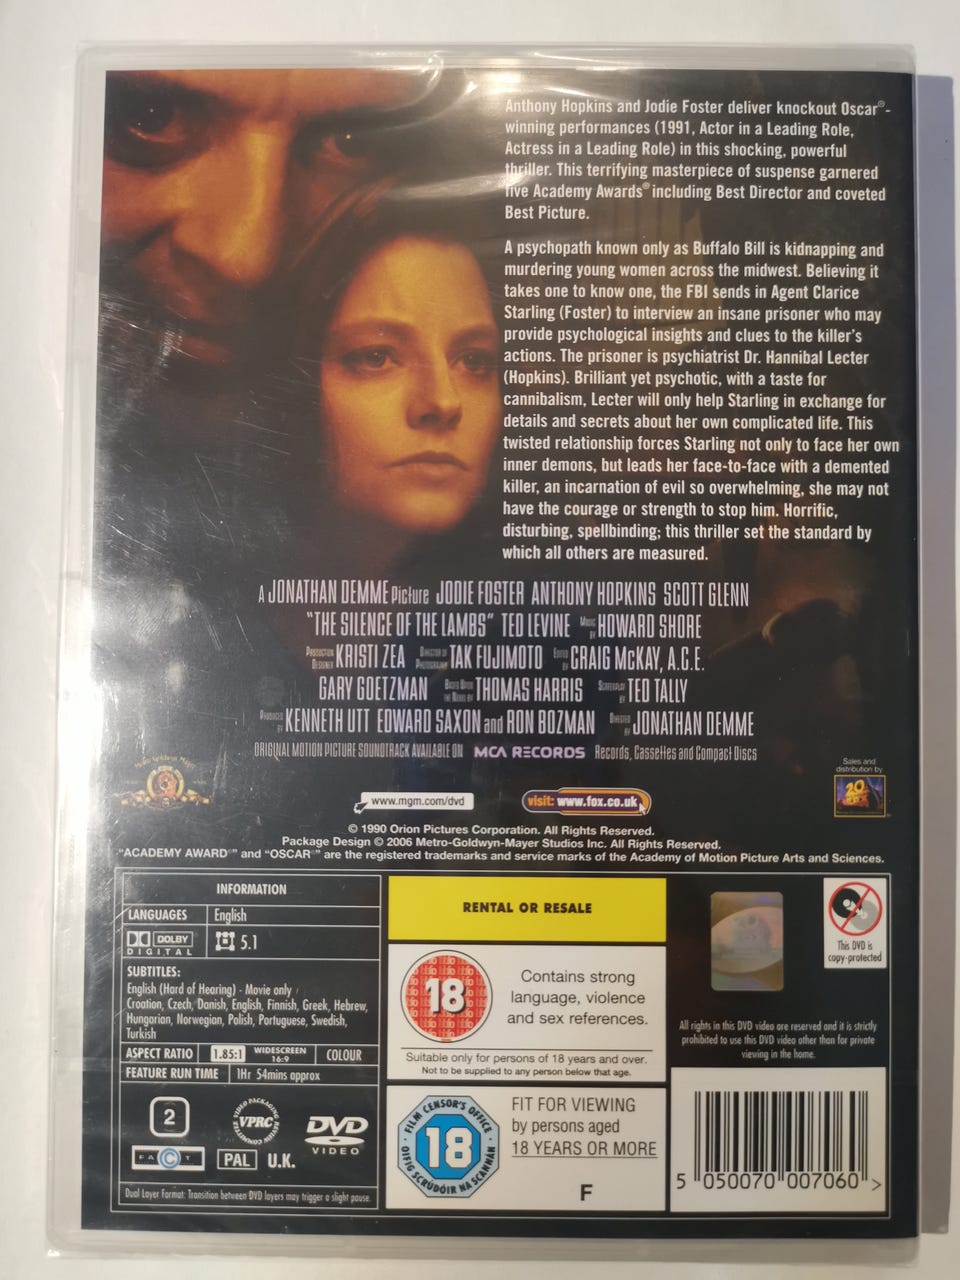 Anthony Hopkins and Jodie Foster deliver knockout Oscar®-
winning performances (1991, Actor in a Leading Role,
Actress in a Leading Role) in this shocking, powerful
thriller. This terrifying masterpiece of suspense garnered
five Academy Awards® including Best Director and coveted
Best Picture.
A psychopath known only as Buffalo Bill is kidnapping and
murdering young women across the midwest. Believing it
takes one to know one, the FBI sends in Agent Clarice
Starling (Foster) to interview an insane prisoner who may
provide psychological insights and clues to the killer's
actions. The prisoner is psychiatrist Dr. Hannibal Lecter
(Hopkins). Brilliant yet psychotic, with a taste for
cannibalism, Lecter will only help Starling in exchange for
details and secrets about her own complicated life. This
twisted relationship forces Starling not only to face her own
inner demons, but leads her face-to-face with a demented
killer, an incarnation of evil so overwhelming, she may not
have the courage or strength to stop him. Horrific,
disturbing, spellbinding; this thriller set the standard by
which all others are measured.
A JONATHAN DEMME Picture JODIE FOSTER ANTHONY HOPKINS SCOTT GLENN
"THE SILENCE OF THE LAMBS" TED LEVINE Music by HOWARD SHORE
Production Designer KRISTI ZEA Director of Photography TAK FUJIMOTO Edited by CRAIG McKAY, A.C.E.
GARY GOETZMAN Based Upon the Novel by THOMAS HARRIS Screenplay by TED TALLY
Produced by KENNETH UTT EDWARD SAXON and RON BOZMAN Directed by JONATHAN DEMME
ORIGINAL MOTION PICTURE SOUNDTRACK AVAILABLE ON MCA RECORDS Records, Cassettes and Compact Discs
Sales and
distribution by
20
FOX
www.mgm.com/dvd
visit: www.fox.co.uk
© 1990 Orion Pictures Corporation. All Rights Reserved.
Package Design © 2006 Metro-Goldwyn-Mayer Studios Inc. All Rights Reserved.
"ACADEMY AWARD®" and "OSCAR®" are the registered trademarks and service marks of the Academy of Motion Picture Arts and Sciences.
INFORMATION
LANGUAGES English
DOLBY DIGITAL 5.1
SUBTITLES:
English (Hard of Hearing) - Movie only
Croation, Czech, Danish, English, Finnish, Greek, Hebrew,
Hungarian, Norwegian, Polish, Portuguese, Swedish,
Turkish
ASPECT RATIO 1.85:1 WIDESCREEN 16:9 COLOUR
FEATURE RUN TIME 1Hr 54mins approx
2
VIDEO PACKAGING REVIEW COMMITTEE
VPRC
DVD
VIDEO
FACT
PAL U.K.
Dual Layer Format: Transition between DVD layers may trigger a slight pause.
RENTAL OR RESALE
18
Contains strong
language, violence
and sex references.
Suitable only for persons of 18 years and over.
Not to be supplied to any person below that age.
FILM CENSOR'S OFFICE
18
OIFIG SCRÚDÓIR NA SCANNÁN
FIT FOR VIEWING
by persons aged
18 YEARS OR MORE
F
This DVD is
copy-protected
All rights in this DVD video are reserved and it is strictly
prohibited to use this DVD video other than for private
viewing in the home.
5 050070 007060 >